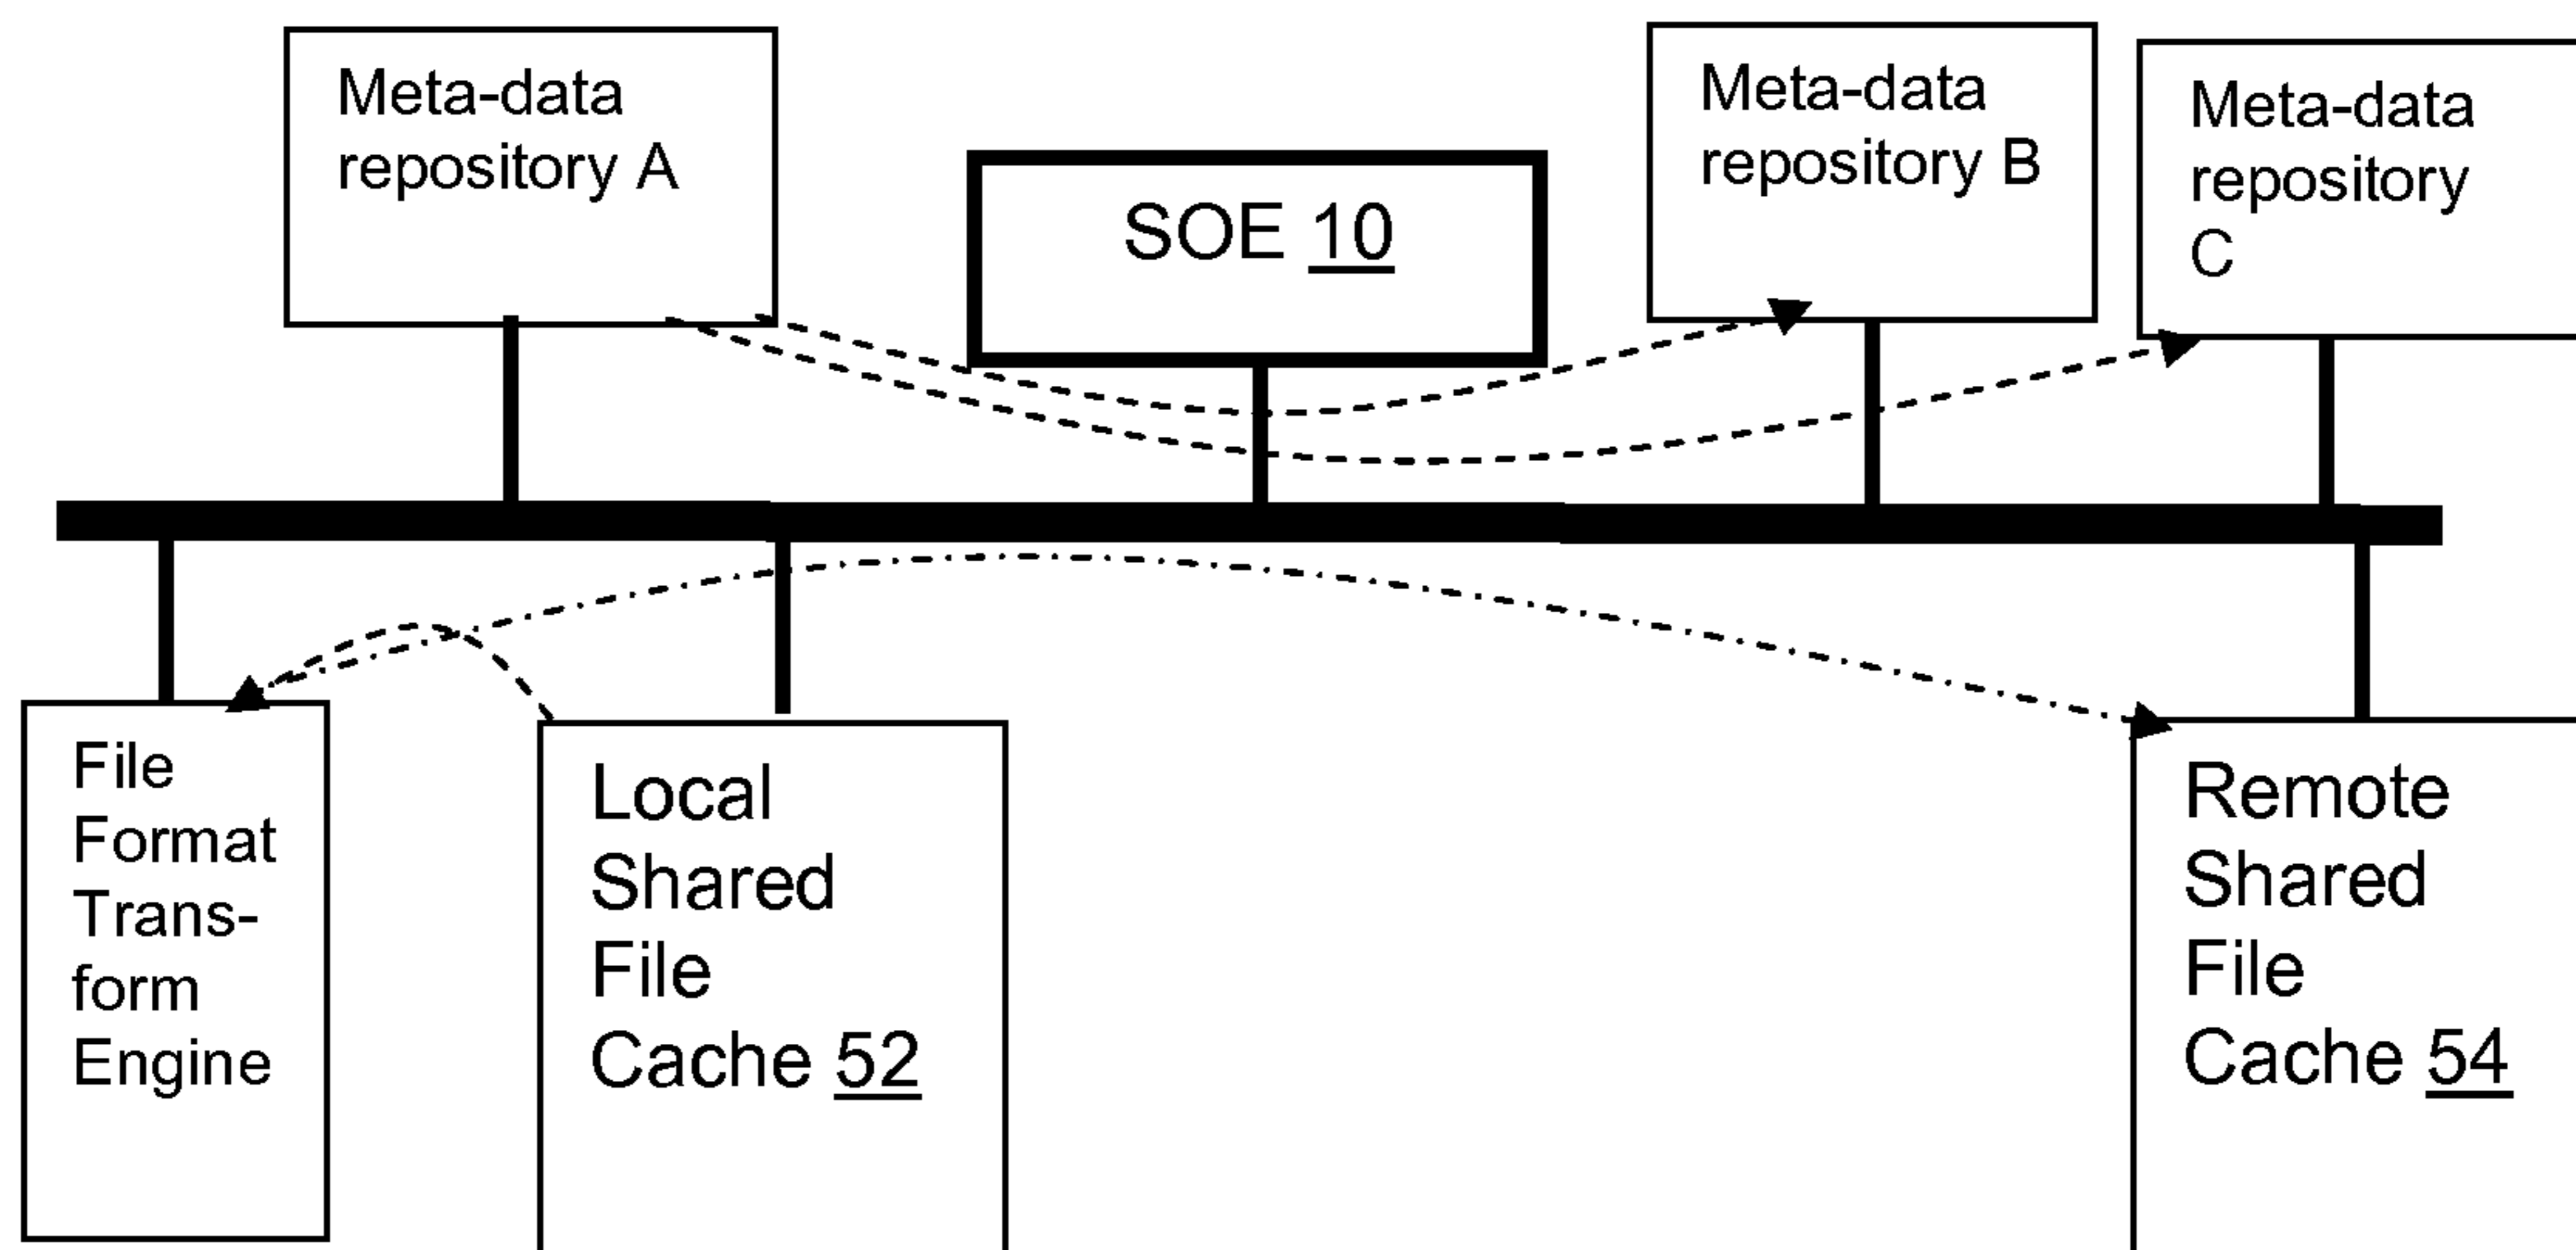 Meta-data
repository A
SOE 10
Meta-data
repository B
Meta-data
repository
C
File
Format
Trans-
form
Engine
Local
Shared
File
Cache 52
Remote
Shared
File
Cache 54